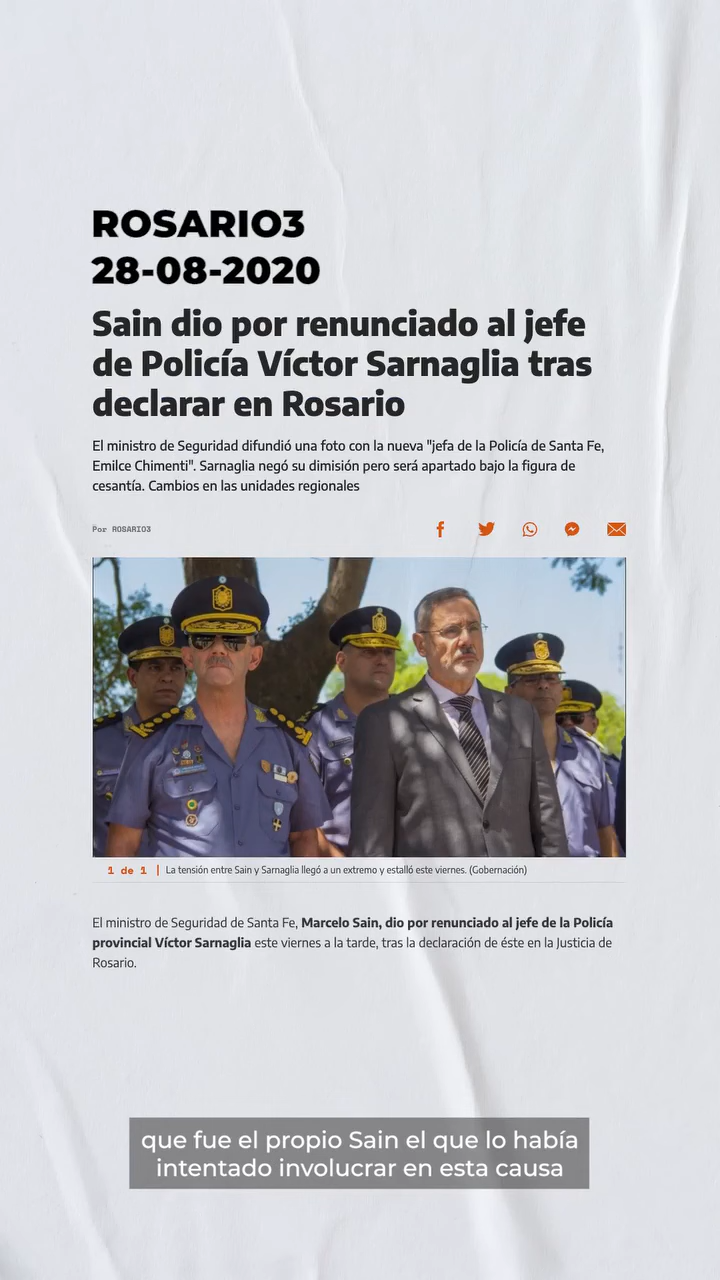 ROSARIO3
28-08-2020
Sain dio por renunciado al jefe
de Policía Víctor Sarnaglia tras
declarar en Rosario
El ministro de Seguridad difundió una foto con la nueva "jefa de la Policía de Santa Fe,
Emilce Chimenti". Sarnaglia negó su dimisión pero será apartado bajo la figura de
cesantía. Cambios en las unidades regionales
Por ROSARIO3
1 de 1 | La tensión entre Sain y Sarnaglia llegó a un extremo y estalló este viernes. (Gobernación)
El ministro de Seguridad de Santa Fe, Marcelo Sain, dio por renunciado al jefe de la Policía
provincial Víctor Sarnaglia este viernes a la tarde, tras la declaración de éste en la Justicia de
Rosario.
que fue el propio Sain el que lo había
intentado involucrar en esta causa